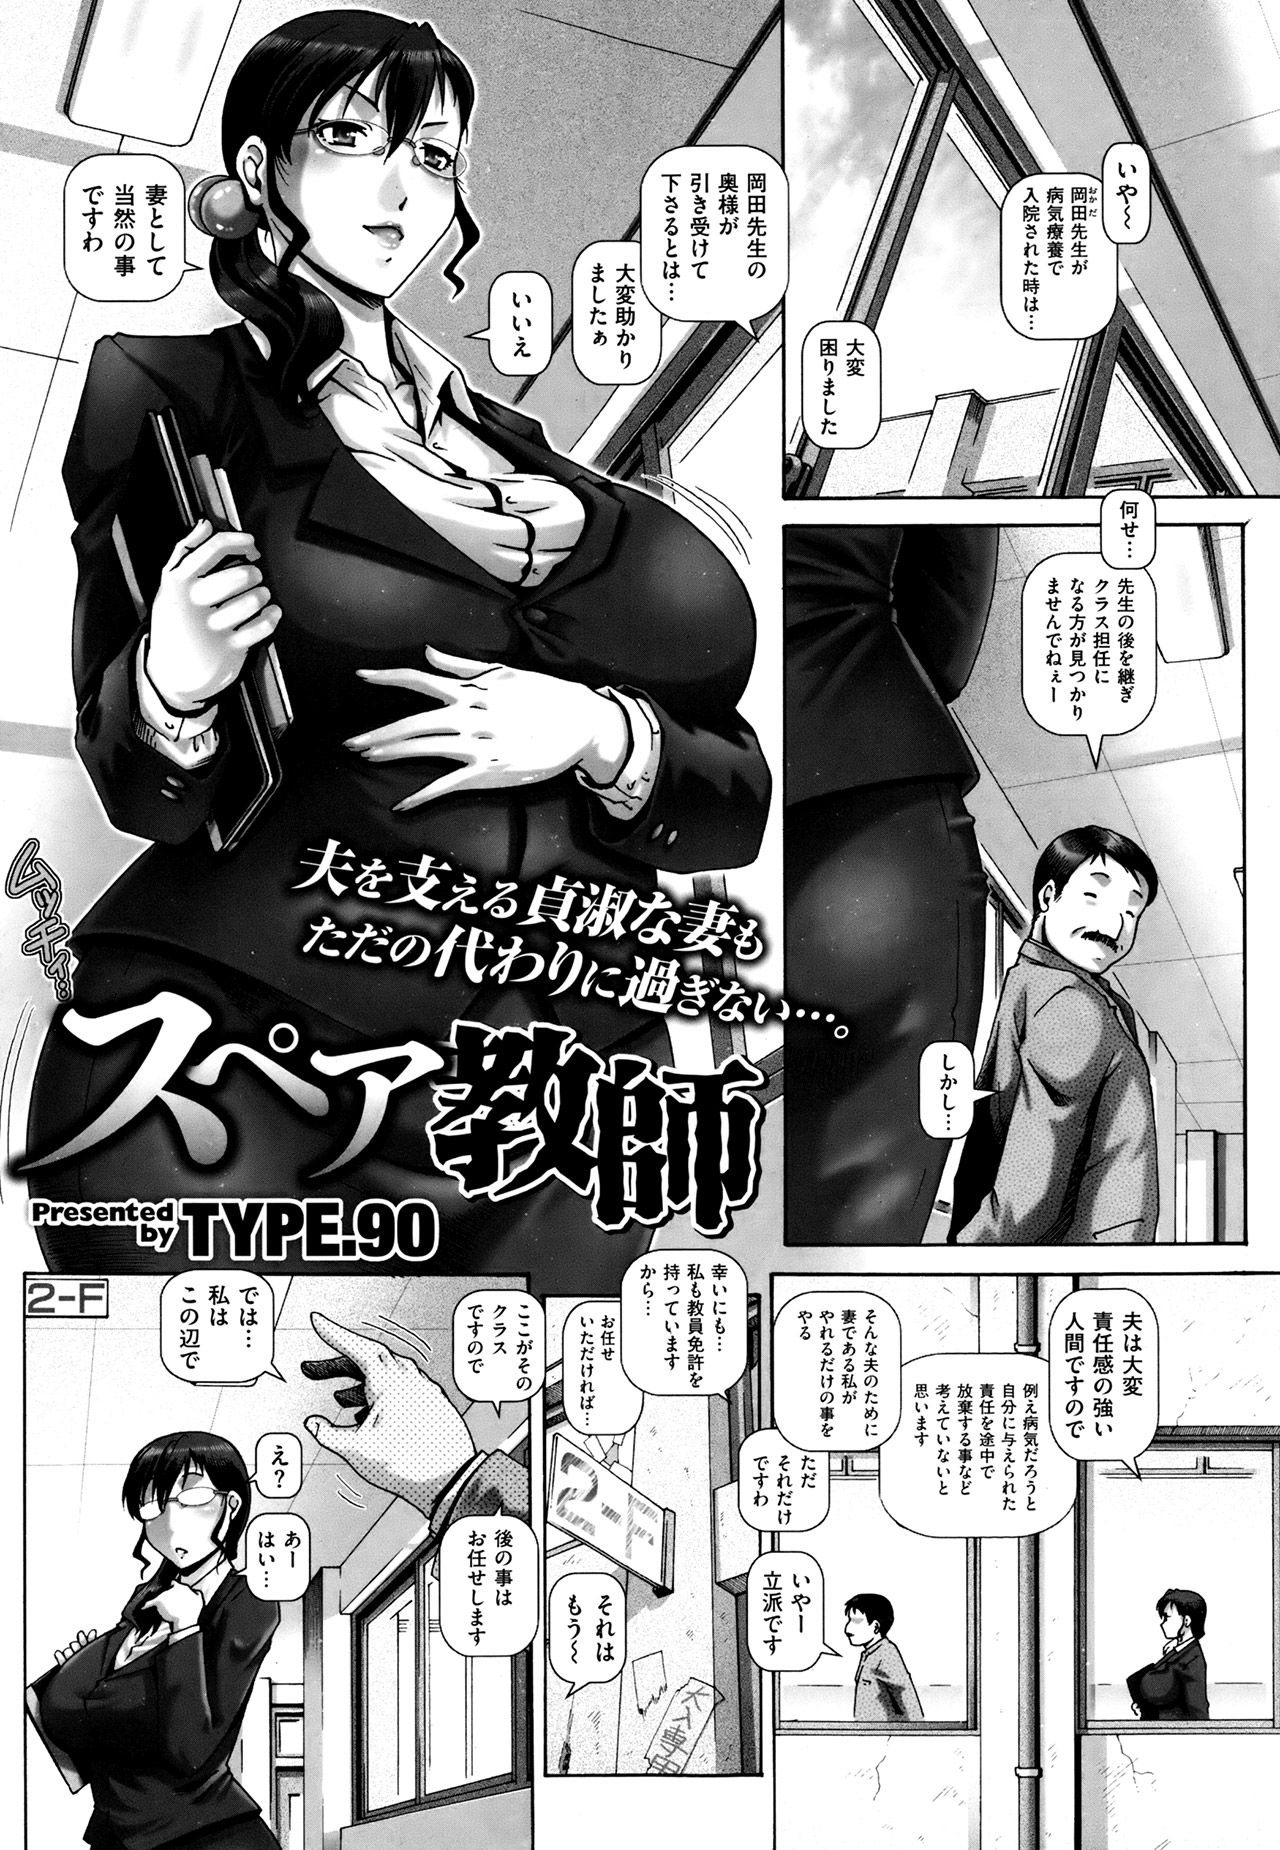 いや〜
岡田先生が
おかだ
病気療養で
入院された時は…
大変
困りました
何せ…
先生の後を継ぎ
クラス担任に
なる方が見つかり
ませんでねぇー
しかし…
岡田先生の
奥様が
引き受けて
下さるとは…
大変助かり
ましたぁ
いいえ
妻として
当然の事
ですわ
ムッチィ…
夫を支える貞淑な妻も
ただの代わりに過ぎない…。
スペア教師
Presented
by
TYPE.90
夫は大変
責任感の強い
人間ですので
例え病気だろうと
自分に与えられた
責任を途中で
放棄する事など
考えていないと
思います
そんな夫のために
妻である私が
やれるだけの事を
やる
ただ
それだけ
ですわ
いやー
立派です
幸いにも…
私も教員免許を
持っています
から…
お任せ
いただければ…
2-F
それは
もう〜
ここがその
クラス
ですので
後の事は
お任せします
2-F
では…
私は
この辺で
え?
あー
はい…